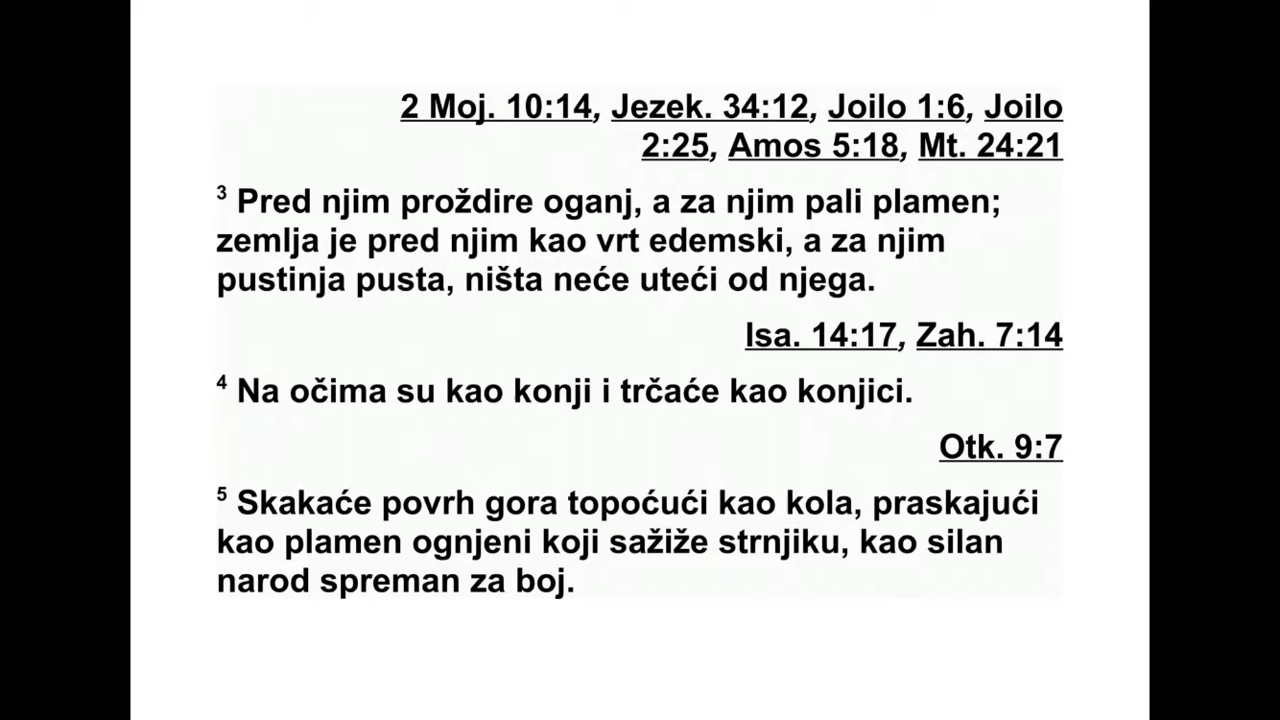 2 Moj. 10:14, Jezek. 34:12, Joilo 1:6, Joilo
2:25, Amos 5:18, Mt. 24:21
3 Pred njim proždire oganj, a za njim pali plamen;
zemlja je pred njim kao vrt edemski, a za njim
pustinja pusta, ništa neće uteći od njega.
Isa. 14:17, Zah. 7:14
4 Na očima su kao konji i trčaće kao konjici.
Otk. 9:7
5 Skakaće povrh gora topoćući kao kola, praskajući
kao plamen ognjeni koji sažiže strnjiku, kao silan
narod spreman za boj.